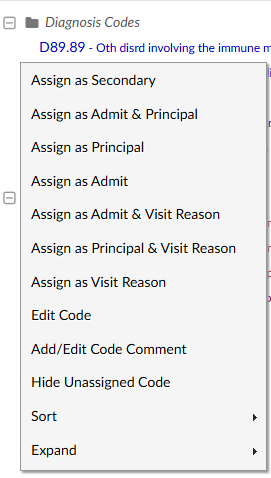 Diagnosis Codes
D89.89 - Oth disrd involving the immune
Assign as Secondary
Assign as Admit & Principal
Assign as Principal
Assign as Admit
Assign as Admit & Visit Reason
Assign as Principal & Visit Reason
Assign as Visit Reason
Edit Code
Add/Edit Code Comment
Hide Unassigned Code
Sort
Expand